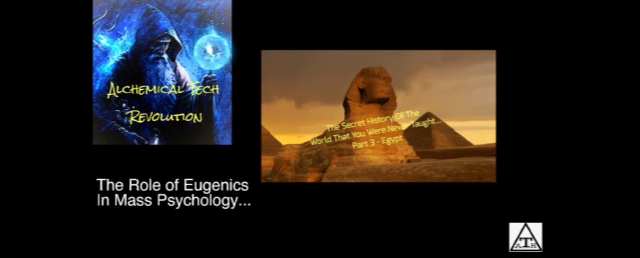 Alchemical Tech
Revolution
The Secret History Of The
World That You Were Never Taught...
Part 3 - Egypt
The Role of Eugenics
In Mass Psychology...
A T R